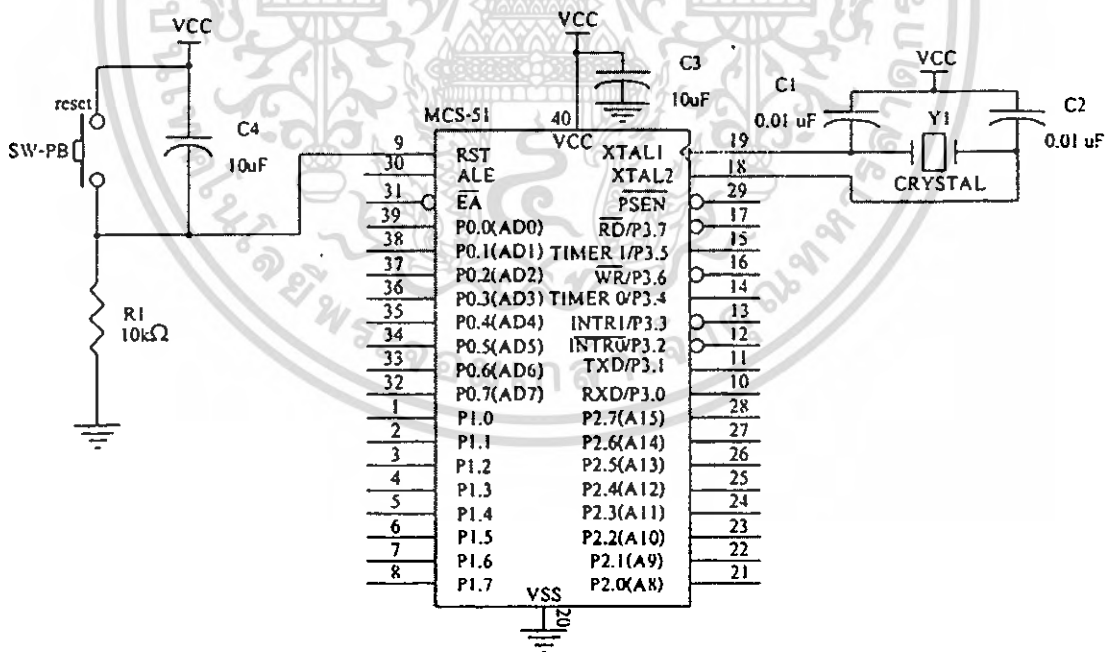 VCC
reset
SW-PB
C4
10uF
R1
10kΩ
VCC
C3
10uF
MCS-51
40
VCC
9 RST
30 ALE
31 EA
39 P0.0(AD0)
38 P0.1(AD1)
37 P0.2(AD2)
36 P0.3(AD3)
35 P0.4(AD4)
34 P0.5(AD5)
33 P0.6(AD6)
32 P0.7(AD7)
1 P1.0
2 P1.1
3 P1.2
4 P1.3
5 P1.4
6 P1.5
7 P1.6
8 P1.7
XTAL1 19
XTAL2 18
PSEN 29
RD/P3.7 17
TIMER 1/P3.5 15
WR/P3.6 16
TIMER 0/P3.4 14
INTR1/P3.3 13
INTR0/P3.2 12
TXD/P3.1 11
RXD/P3.0 10
P2.7(A15) 28
P2.6(A14) 27
P2.5(A13) 26
P2.4(A12) 25
P2.3(A11) 24
P2.2(A10) 23
P2.1(A9) 22
P2.0(A8) 21
VSS
20
VCC
C1
0.01 uF
Y1
CRYSTAL
C2
0.01 uF